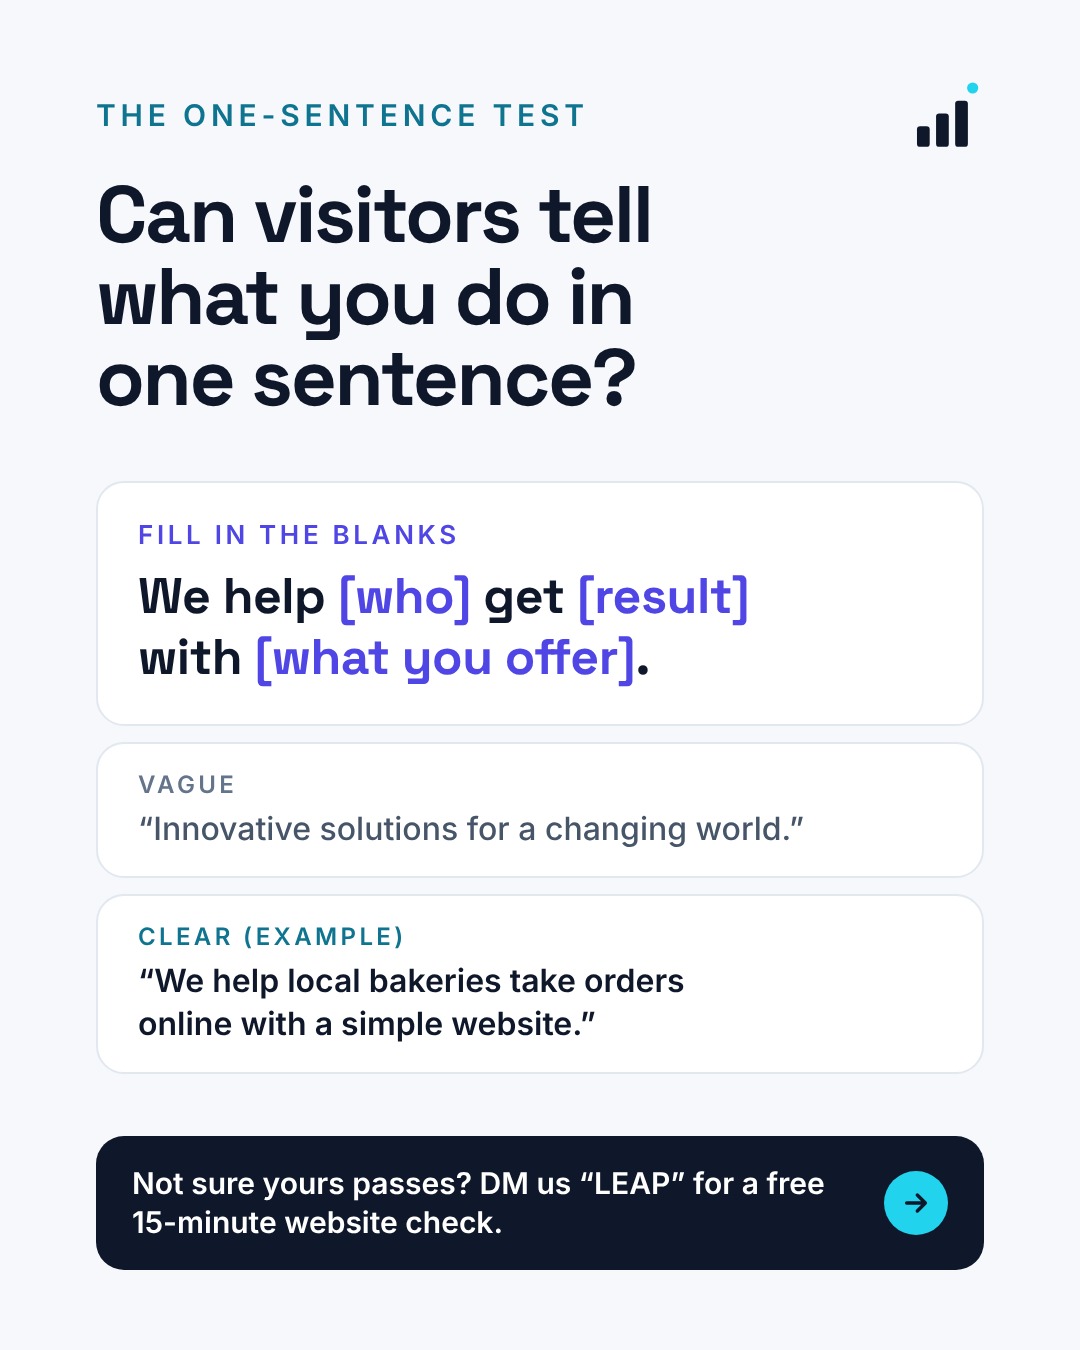 THE ONE-SENTENCE TEST
Can visitors tell
what you do in
one sentence?
FILL IN THE BLANKS
We help [who] get [result]
with [what you offer].
VAGUE
“Innovative solutions for a changing world.”
CLEAR (EXAMPLE)
“We help local bakeries take orders
online with a simple website.”
Not sure yours passes? DM us “LEAP” for a free
15-minute website check.